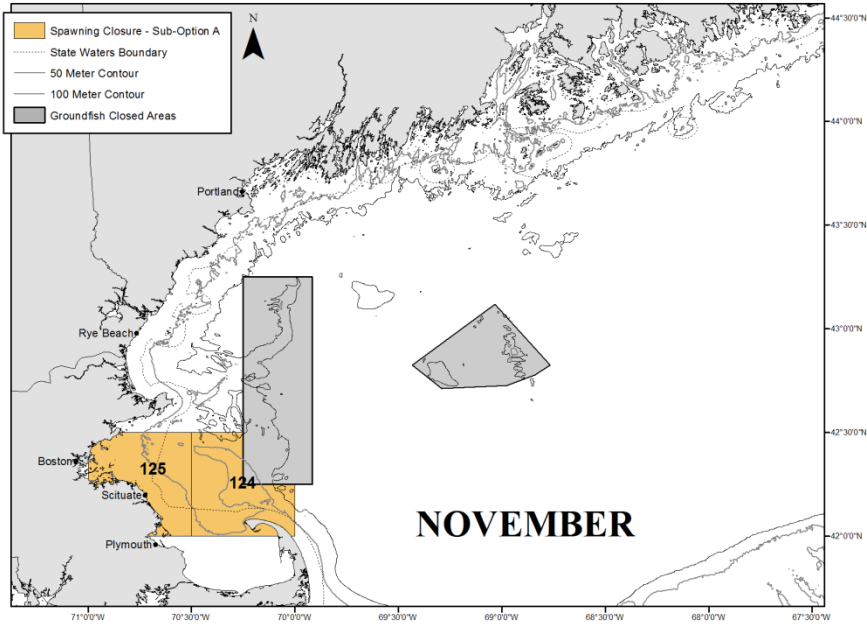 Spawning Closure - Sub-Option A
State Waters Boundary
50 Meter Contour
100 Meter Contour
Groundfish Closed Areas
N
44°30'0"N
44°0'0"N
Portland
43°30'0"N
Rye Beach
43°0'0"N
42°30'0"N
Boston
125
124
Scituate
NOVEMBER
Plymouth
42°0'0"N
71°0'0"W
70°30'0"W
70°0'0"W
69°30'0"W
69°0'0"W
68°30'0"W
68°0'0"W
67°30'0"W